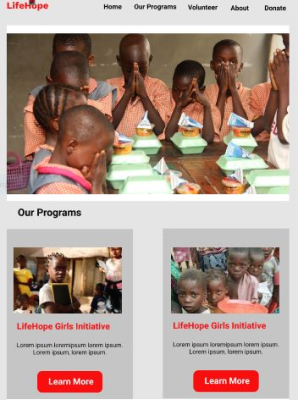 LifeHope
Home Our Programs Volunteer About Donate
Our Programs
LifeHope Girls Initiative
Lorem ipsum loremipsum lorem ipsum.
Lorem ipsum, lorem ipsum.
Learn More
LifeHope Girls Initiative
Lorem ipsum loremipsum lorem ipsum.
Lorem ipsum, lorem ipsum.
Learn More